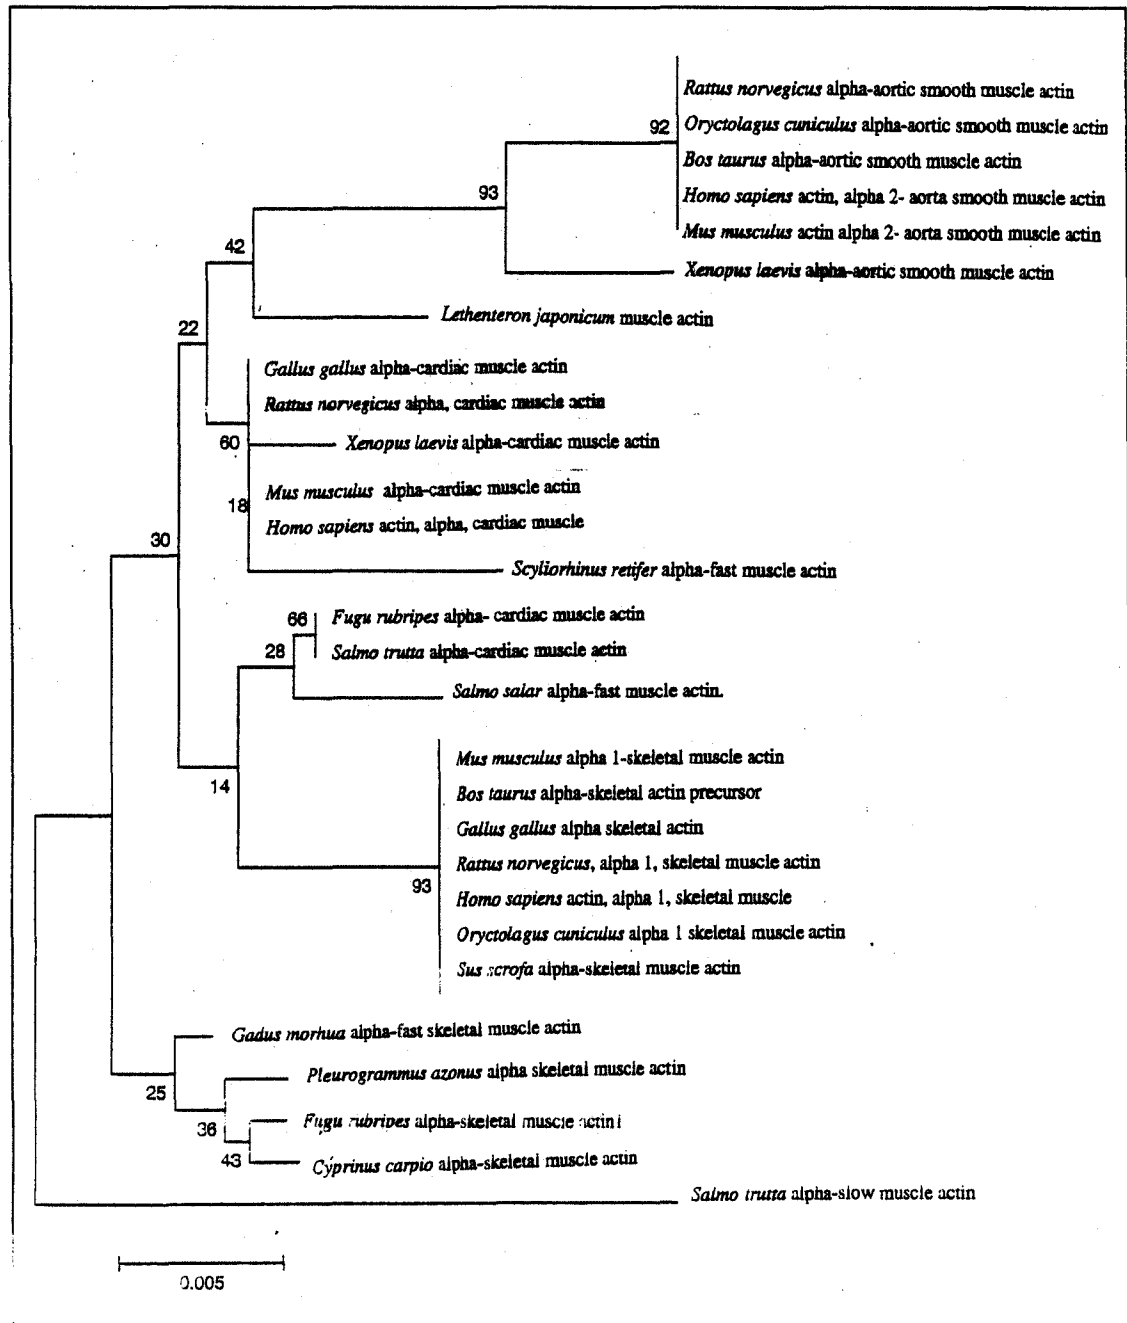 Rattus norvegicus alpha-aortic smooth muscle actin
92
Oryctolagus cuniculus alpha-aortic smooth muscle actin
Bos taurus alpha-aortic smooth muscle actin
93
Homo sapiens actin, alpha 2- aorta smooth muscle actin
Mus musculus actin alpha 2- aorta smooth muscle actin
42
Xenopus laevis alpha-aortic smooth muscle actin
Lethenteron japonicum muscle actin
22
Gallus gallus alpha-cardiac muscle actin
Rattus norvegicus alpha, cardiac muscle actin
60
Xenopus laevis alpha-cardiac muscle actin
Mus musculus alpha-cardiac muscle actin
18
Homo sapiens actin, alpha, cardiac muscle
30
Scyliorhinus retifer alpha-fast muscle actin
66
Fugu rubripes alpha- cardiac muscle actin
28
Salmo trutta alpha-cardiac muscle actin
Salmo salar alpha-fast muscle actin.
Mus musculus alpha 1-skeletal muscle actin
14
Bos taurus alpha-skeletal actin precursor
Gallus gallus alpha skeletal actin
Rattus norvegicus, alpha 1, skeletal muscle actin
93
Homo sapiens actin, alpha 1, skeletal muscle
Oryctolagus cuniculus alpha 1 skeletal muscle actin
Sus scrofa alpha-skeletal muscle actin
Gadus morhua alpha-fast skeletal muscle actin
Pleurogrammus azonus alpha skeletal muscle actin
25
Fugu rubripes alpha-skeletal muscle actin1
36
43
Cyprinus carpio alpha-skeletal muscle actin
Salmo trutta alpha-slow muscle actin
0.005